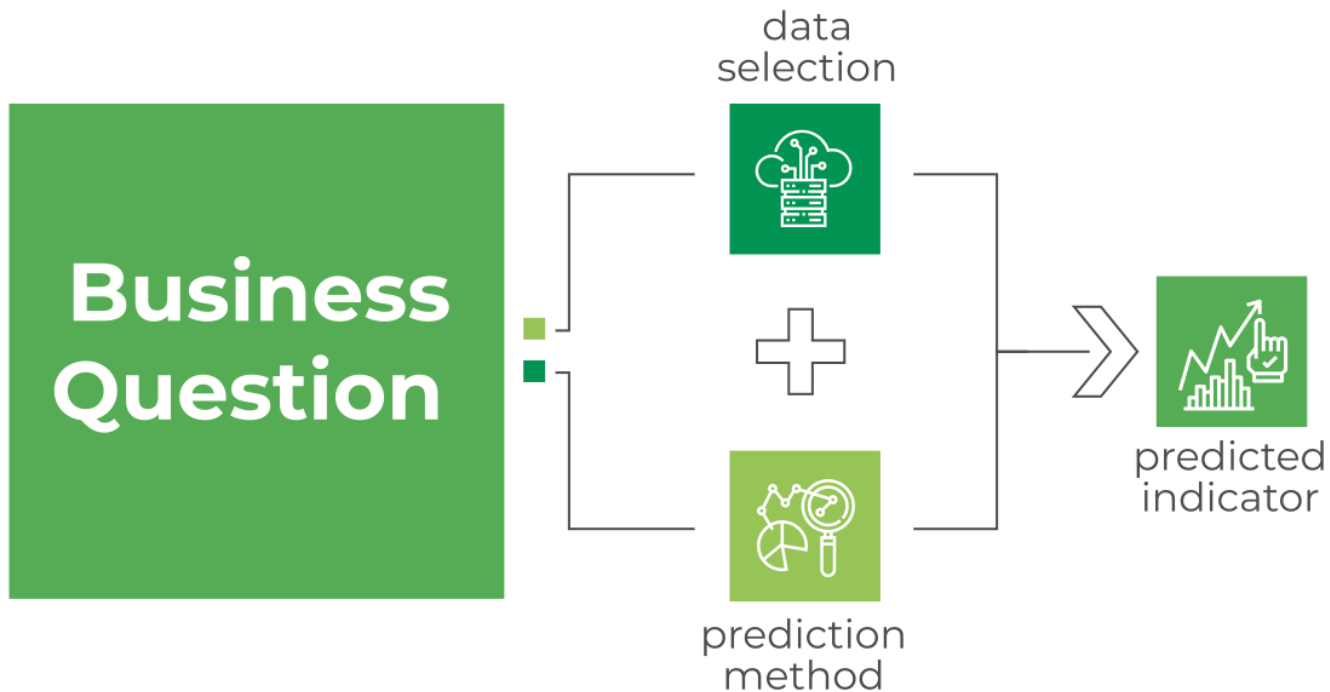 Business
Question
data
selection
prediction
method
predicted
indicator